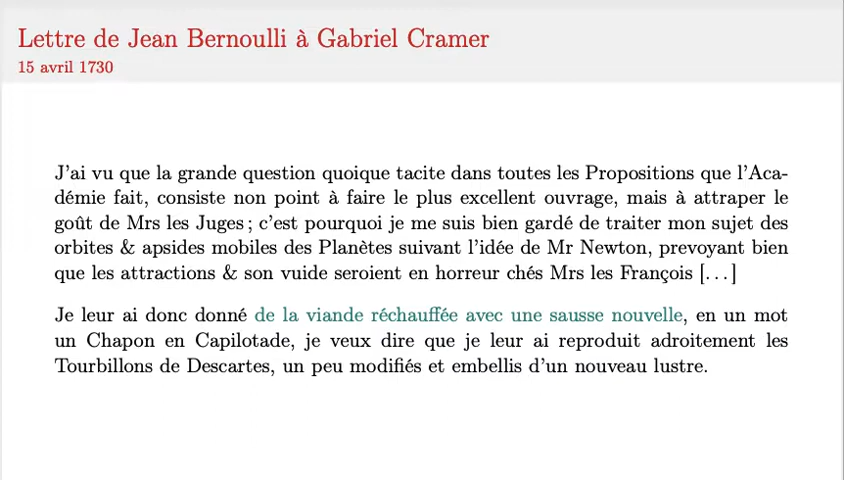 Lettre de Jean Bernoulli à Gabriel Cramer
15 avril 1730
J'ai vu que la grande question quoique tacite dans toutes les Propositions que l'Aca-
démie fait, consiste non point à faire le plus excellent ouvrage, mais à attraper le
goût de Mrs les Juges ; c'est pourquoi je me suis bien gardé de traiter mon sujet des
orbites & apsides mobiles des Planètes suivant l'idée de Mr Newton, prevoyant bien
que les attractions & son vuide seroient en horreur chés Mrs les François [...]
Je leur ai donc donné de la viande réchauffée avec une sausse nouvelle, en un mot
un Chapon en Capilotade, je veux dire que je leur ai reproduit adroitement les
Tourbillons de Descartes, un peu modifiés et embellis d'un nouveau lustre.